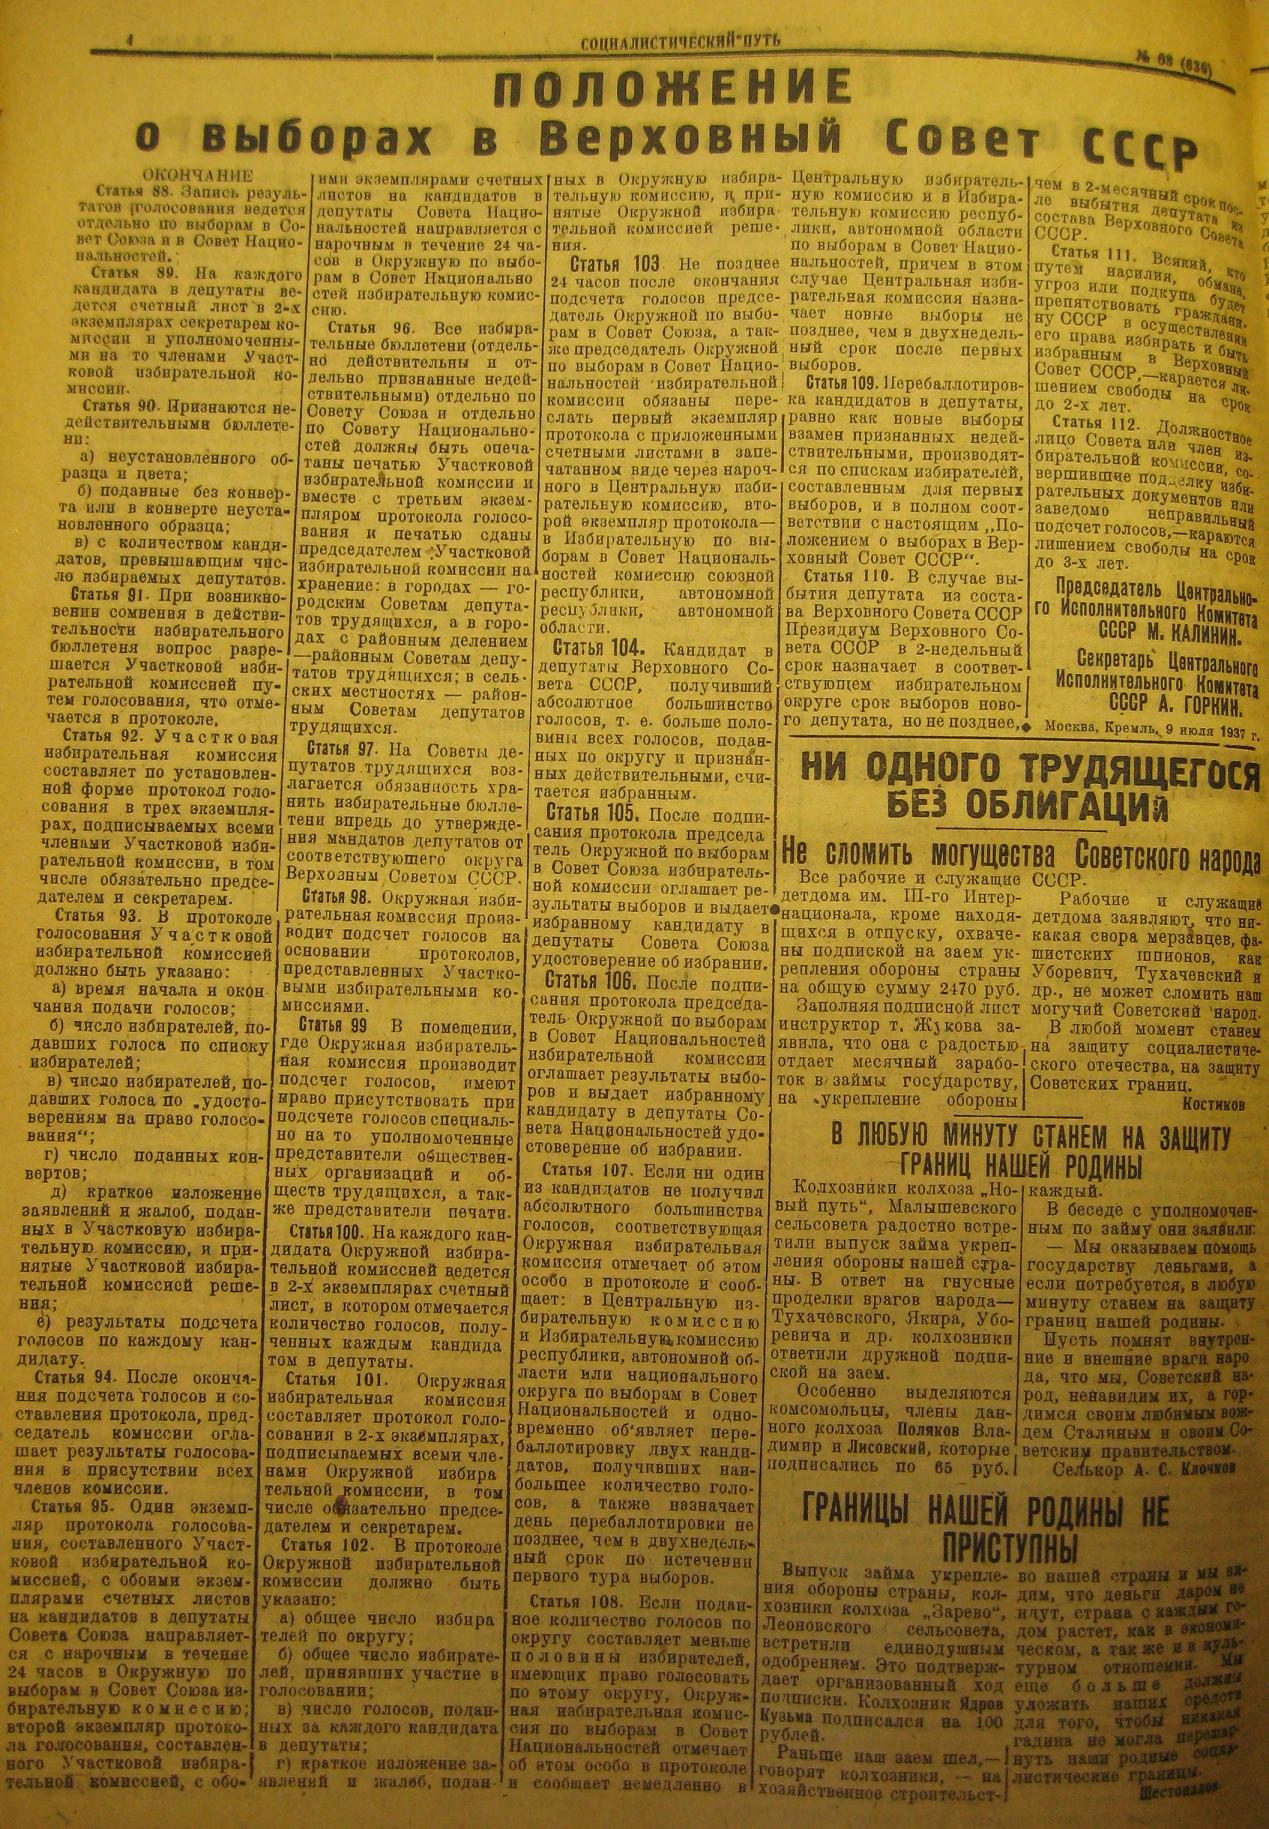 4
СОЦИАЛИСТИЧЕСКИЙ ПУТЬ
№ 68 (636)
ПОЛОЖЕНИЕ
о выборах в Верховный Совет СССР
ОКОНЧАНИЕ
Статья 88. Запись резуль-
татов голосования ведется
отдельно по выборам в Со-
вет Союза и в Совет Нацио-
нальностей.
Статья 89. На каждого
кандидата в депутаты ве-
дется счетный лист в 2-х
экземплярах секретарем ко-
миссии и уполномоченны-
ми на то членами Участ-
ковой избирательной ко-
миссии.
Статья 90. Признаются не-
действительными бюллете-
ни:
а) неустановленного об-
разца и цвета;
б) поданные без конвер-
та или в конверте неуста-
новленного образца;
в) с количеством канди-
датов, превышающим чис-
ло избираемых депутатов.
Статья 91. При возникно-
вении сомнения в действи-
тельности избирательного
бюллетеня вопрос разре-
шается Участковой изби-
рательной комиссией пу-
тем голосования, что отме-
чается в протоколе.
Статья 92. Участковая
избирательная комиссия
составляет по установлен-
ной форме протокол голо-
сования в трех экземпля-
рах, подписываемых всеми
членами Участковой изби-
рательной комиссии, в том
числе обязательно предсе-
дателем и секретарем.
Статья 93. В протоколе
голосования Участковой
избирательной комиссией
должно быть указано:
а) время начала и окон
чания подачи голосов;
б) число избирателей, по-
давших голоса по списку
избирателей;
в) число избирателей, по-
давших голоса по „удосто-
верениям на право голосо-
вания“;
г) число поданных кон-
вертов;
д) краткое изложение
заявлений и жалоб, подан-
ных в Участковую избира-
тельную комиссию, и при-
нятые Участковой избира-
тельной комиссией реше-
ния;
е) результаты подсчета
голосов по каждому кан-
дидату.
Статья 94. После оконча-
ния подсчета голосов и со-
ставления протокола, пред-
седатель комиссии огла-
шает результаты голосова-
ния в присутствии всех
членов комиссии.
Статья 95. Один экземп-
ляр протокола голосова-
ния, составленного Участ-
ковой избирательной ко-
миссией, с обоими экзем-
плярами счетных листов
на кандидатов в депутаты
Совета Союза направляет-
ся с нарочным в течение
24 часов в Окружную по
выборам в Совет Союза из-
бирательную комиссию;
второй экземпляр протоко-
ла голосования, составлен-
ного Участковой избира-
тельной комиссией, с обо-
ими экземплярами счетных
листов на кандидатов в
депутаты Совета Нацио-
нальностей направляется с
нарочным в течение 24 ча-
сов в Окружную по выбо-
рам в Совет Национально
стей избирательную комис-
сию.
Статья 96. Все избира-
тельные бюллетени (отдель-
но действительны и от-
дельно признанные недей-
ствительными) отдельно по
Совету Союза и отдельно
по Совету Национально-
стей должны быть опеча-
таны печатью Участковой
избирательной комиссии и
вместе с третьим экзем-
пляром протокола голосо-
вания и печатью сданы
председателем Участковой
избирательной комиссии на
хранение: в городах — го-
родским Советам депута-
тов трудящихся, а в горо-
дах с районным делением
—районным Советам депу-
татов трудящихся; в сель-
ских местностях — район-
ным Советам депутатов
трудящихся.
Статья 97. На Советы де-
путатов трудящихся воз-
лагается обязанность хра-
нить избирательные бюлле-
тени впредь до утвержде-
ния мандатов депутатов от
соответствующего округа
Верхозным Советом СССР.
Статья 98. Окружная изби-
рательная комиссия произ-
водит подсчет голосов на
основании протоколов,
представленных Участко-
выми избирательными ко-
миссиями.
Статья 99 В помещении,
где Окружная избиратель-
ная комиссия производит
подсчет голосов, имеют
право присутствовать при
подсчете голосов специаль-
но на то уполномоченные
представители обществен-
ных организаций и об-
ществ трудящихся, а так-
же представители печати.
Статья 100. На каждого кан-
дидата Окружной избира-
тельной комиссией ведется
в 2-х экземплярах счетный
лист, в котором отмечается
количество голосов, полу-
ченных каждым кандида
том в депутаты.
Статья 101. Окружная
избирательная комиссия
составляет протокол голо-
сования в 2-х экземплярах,
подписываемых всеми чле-
нами Окружной избира
тельной комиссии, в том
числе обязательно предсе-
дателем и секретарем.
Статья 102. В протоколе
Окружной избирательной
комиссии должно быть
указано:
а) общее число избира
телей по округу;
б) общее число избирате-
лей, принявших участие в
голосовании;
в) число голосов, подан-
ных за каждого кандидата
в депутаты;
г) краткое изложение за-
явлений и жалоб, подан-
ных в Окружную избира-
тельную комиссию, и при-
нятые Окружной избира
тельной комиссией реше-
ния.
Статья 103 Не позднее
24 часов после окончания
подсчета голосов предсе-
датель Окружной по выбо-
рам в Совет Союза, а так-
же председатель Окружной
по выборам в Совет Нацио-
нальностей избирательной
комиссии обязаны пере-
слать первый экземпляр
протокола с приложенными
счетными листами в запе-
чатанном виде через нароч-
ного в Центральную изби-
рательную комиссию, вто-
рой экземпляр протокола—
в Избирательную по вы-
борам в Совет Националь-
ностей комиссию союзной
республики, автономной
республики, автономной
области.
Статья 104. Кандидат в
депутаты Верховного Со-
вета СССР, получивший
абсолютное большинство
голосов, т. е. больше поло-
вины всех голосов, подан-
ных по округу и признан-
ных действительными, счи-
тается избранным.
Статья 105. После подпи-
сания протокола председа
тель Окружной по выборам
в Совет Союза избиратель-
ной комиссии оглашает ре-
зультаты выборов и выдает
избранному кандидату в
депутаты Совета Союза
удостоверение об избрании.
Статья 106. После подпи-
сания протокола председа-
тель Окружной по выборам
в Совет Национальностей
избирательной комиссии
оглашает результаты выбо-
ров и выдает избранному
кандидату в депутаты Со-
вета Национальностей удо-
стоверение об избрании.
Статья 107. Если ни один
из кандидатов не получил
абсолютного большинства
голосов, соответствующая
Окружная избирательная
комиссия отмечает об этом
особо в протоколе и сооб-
щает: в Центральную из-
бирательную комиссию
и Избирательную комиссию
республики, автономной об-
ласти или национального
округа по выборам в Совет
Национальностей и одно-
временно об'являет пере-
баллотировку двух канди-
датов, получивших наи-
большее количество голо-
сов, а также назначает
день перебаллотировки не
позднее, чем в двухнедель-
ный срок по истечении
первого тура выборов.
Статья 108. Если подан-
ное количество голосов по
округу составляет меньше
половины избирателей,
имеющих право голосовать
по этому округу, Окруж-
ная избирательная комис-
сия по выборам в Совет
Национальностей отмечает
об этом особо в протоколе
и сообщает немедленно в
Центральную избиратель-
ную комиссию и в Избира-
тельную комиссию респуб-
лики, автономной области
по выборам в Совет Нацио-
нальностей, причем в этом
случае Центральная изби-
рательная комиссия назна-
чает новые выборы не
позднее, чем в двухнедель-
ный срок после первых
выборов.
Статья 109. Перебаллотиров-
ка кандидатов в депутаты,
равно как новые выборы
взамен признанных недей-
ствительными, производят-
ся по спискам избирателей,
составленным для первых
выборов, и в полном соот-
ветствии с настоящим „По-
ложением о выборах в Вер-
ховный Совет СССР“.
Статья 110. В случае вы-
бытия депутата из соста-
ва Верховного Совета СССР
Президиум Верховного Со-
вета СССР в 2-недельный
срок назначает в соответ-
ствующем избирательном
округе срок выборов ново-
го депутата, но не позднее,
чем в 2-месячный срок пос-
ле выбытия депутата из
состава Верховного Совета
СССР.
Статья 111. Всякий, кто
путем насилия, обмана,
угроз или подкупа будет
препятствовать граждани-
ну СССР в осуществлении
его права избирать и быть
избранным в Верховный
Совет СССР,—карается ли-
шением свободы на срок
до 2-х лет.
Статья 112. Должностное
лицо Совета или член из-
бирательной комиссии, со-
вершившие подделку изби-
рательных документов или
заведомо неправильный
подсчет голосов,—караются
лишением свободы на срок
до 3-х лет.
Председатель Центрально-
го Исполнительного Комитета
СССР М. КАЛИНИН.
Секретарь Центрального
Исполнительного Комитета
СССР А. ГОРКИН.
Москва, Кремль, 9 июля 1937 г.
НИ ОДНОГО ТРУДЯЩЕГОСЯ
БЕЗ ОБЛИГАЦИЙ
Не сломить могущества Советского народа
Все рабочие и служащие
детдома им. III-го Интер-
национала, кроме находя-
щихся в отпуску, охваче-
ны подпиской на заем ук-
репления обороны страны
на общую сумму 2470 руб.
Заполняя подписной лист
инструктор т. Жукова за-
явила, что она с радостью
отдает месячный зарабо-
ток в займы государству,
на укрепление обороны
СССР.
Рабочие и служащие
детдома заявляют, что ни-
какая свора мерзавцев, фа-
шистских шпионов, как
Уборевич, Тухачевский и
др., не может сломить наш
могучий Советский народ.
В любой момент станем
на защиту социалистиче-
ского отечества, на защиту
Советских границ.
Костиков
В ЛЮБУЮ МИНУТУ СТАНЕМ НА ЗАЩИТУ
ГРАНИЦ НАШЕЙ РОДИНЫ
Колхозники колхоза „Но-
вый путь“, Малышевского
сельсовета радостно встре-
тили выпуск займа укреп-
ления обороны нашей стра-
ны. В ответ на гнусные
проделки врагов народа—
Тухачевского, Якира, Убо-
ревича и др. колхозники
ответили дружной подпи-
ской на заем.
Особенно выделяются
комсомольцы, члены дан-
ного колхоза Поляков Вла-
димир и Лисовский, которые
подписались по 65 руб.
каждый.
В беседе с уполномочен-
ным по займу они заявили:
— Мы оказываем помощь
государству деньгами, а
если потребуется, в любую
минуту станем на защиту
границ нашей родины.
Пусть помнят внутрен-
ние и внешние враги наро
да, что мы, Советский на-
род, ненавидим их, а гор-
димся своим любимым вож-
дем Сталиным и своим Со-
ветским правительством.
Селькор А. С. Клочков
ГРАНИЦЫ НАШЕЙ РОДИНЫ НЕ
ПРИСТУПНЫ
Выпуск займа укрепле-
ния обороны страны, кол-
хозники колхоза „Зарево“,
Леоновского сельсовета,
встретили единодушным
одобрением. Это подтверж-
дает организованный ход
подписки. Колхозник Ядров
Кузьма подписался на 100
рублей.
Раньше наш заем шел,—
говорят колхозники, — на
хозяйственное строительст-
во нашей страны и мы ви-
дим, что деньги даром не
идут, страна с каждым го-
дом растет, как в экономи-
ческом, а так же и в куль-
турном отношении. Мы
еще больше должны
уложить наших средств
для того, чтобы никакая
гадина не могла перешаг-
нуть наши родные социа-
листические границы.